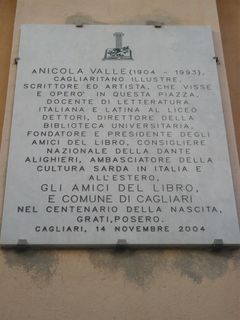 A NICOLA VALLE (1904 - 1993),
CAGLIARITANO ILLUSTRE,
SCRITTORE ED ARTISTA, CHE VISSE
E OPERÒ IN QUESTA PIAZZA,
DOCENTE DI LETTERATURA
ITALIANA E LATINA AL LICEO
DETTORI, DIRETTORE DELLA
BIBLIOTECA UNIVERSITARIA,
FONDATORE E PRESIDENTE DEGLI
AMICI DEL LIBRO, CONSIGLIERE
NAZIONALE DELLA DANTE
ALIGHIERI, AMBASCIATORE DELLA
CULTURA SARDA IN ITALIA E
ALL'ESTERO,
GLI AMICI DEL LIBRO,
E COMUNE DI CAGLIARI
NEL CENTENARIO DELLA NASCITA,
GRATI, POSERO.
CAGLIARI, 14 NOVEMBRE 2004